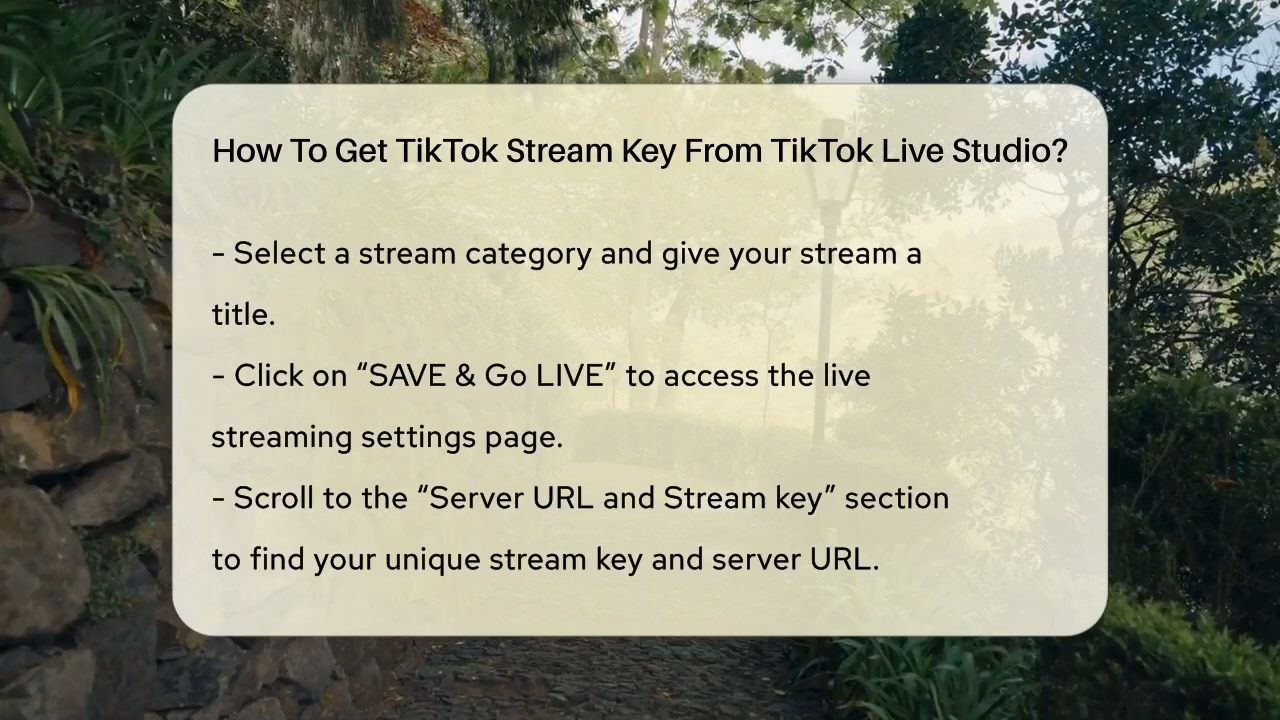 How To Get TikTok Stream Key From TikTok Live Studio?
- Select a stream category and give your stream a
title.
- Click on “SAVE & Go LIVE” to access the live
streaming settings page.
- Scroll to the “Server URL and Stream key” section
to find your unique stream key and server URL.